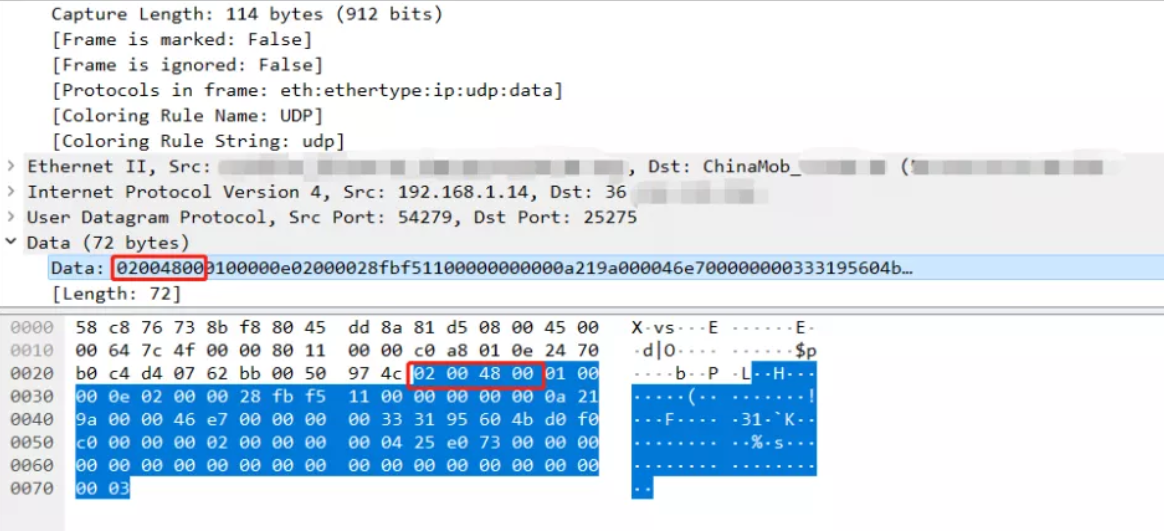 Capture Length: 114 bytes (912 bits)
[Frame is marked: False]
[Frame is ignored: False]
[Protocols in frame: eth:ethertype:ip:udp:data]
[Coloring Rule Name: UDP]
[Coloring Rule String: udp]
Ethernet II, Src: , Dst: ChinaMob_ (
Internet Protocol Version 4, Src: 192.168.1.14, Dst: 36
User Datagram Protocol, Src Port: 54279, Dst Port: 25275
Data (72 bytes)
Data: 020048000100000e02000028fbf51100000000000a219a000046e700000000333195604b…
[Length: 72]
0000 58 c8 76 73 8b f8 80 45 dd 8a 81 d5 08 00 45 00 X·vs···E ······E·
0010 00 64 7c 4f 00 00 80 11 00 00 c0 a8 01 0e 24 70 ·d|O···· ······$p
0020 b0 c4 d4 07 62 bb 00 50 97 4c 02 00 48 00 01 00 ····b··P ·L··H···
0030 00 0e 02 00 00 28 fb f5 11 00 00 00 00 00 0a 21 ·····(·· ·······!
0040 9a 00 00 46 e7 00 00 00 00 33 31 95 60 4b d0 f0 ···F···· ·31·`K··
0050 c0 00 00 00 02 00 00 00 00 04 25 e0 73 00 00 00 ········ ··%·s···
0060 00 00 00 00 00 00 00 00 00 00 00 00 00 00 00 00 ········ ········
0070 00 03 ··